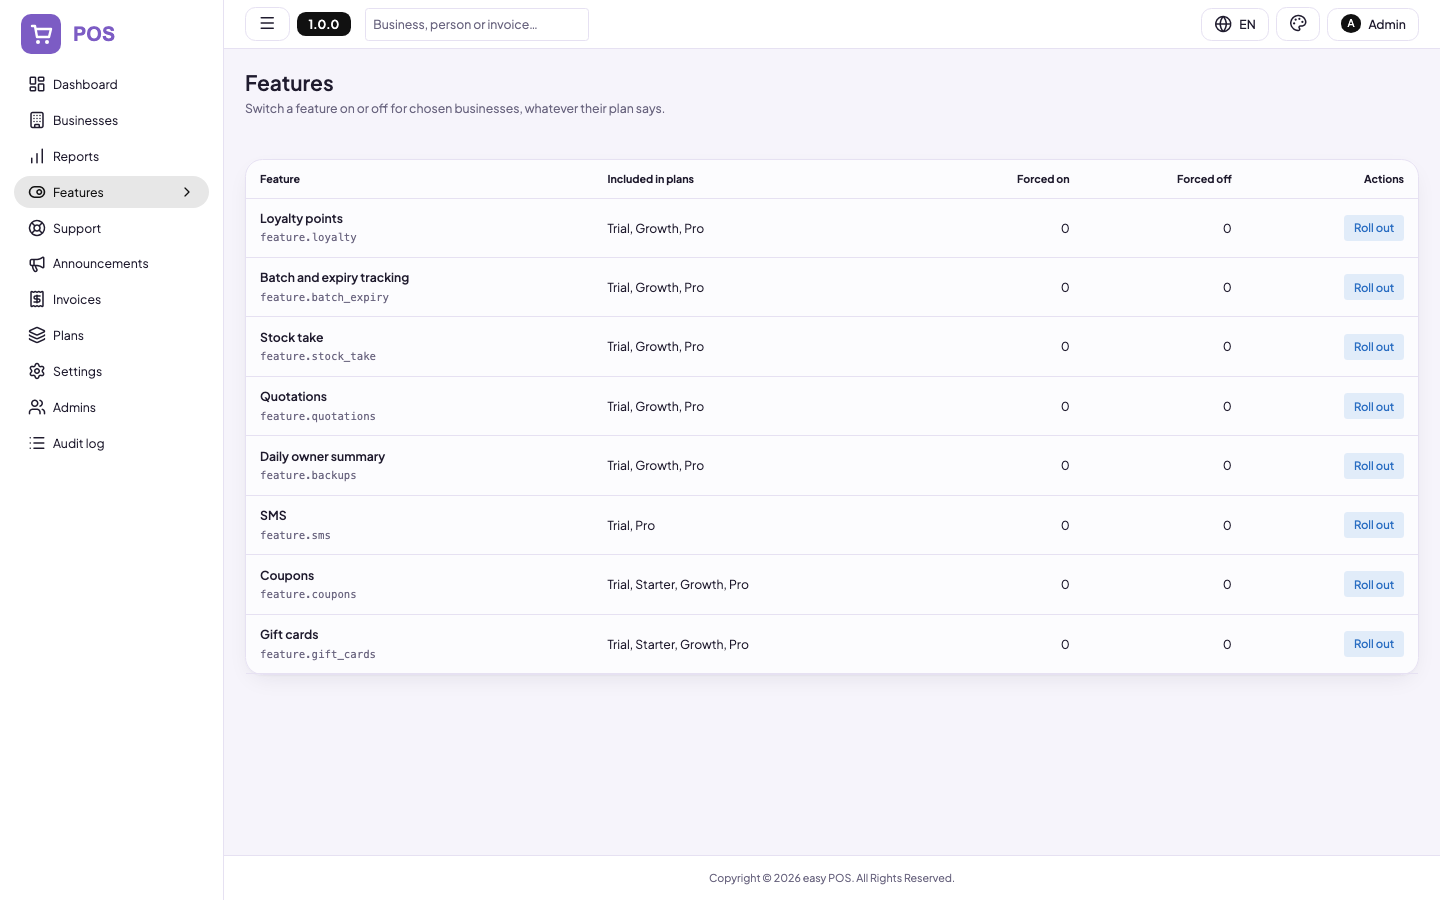 POS
1.0.0
Business, person or invoice...
EN
A
Admin
Dashboard
Businesses
Reports
Features
Support
Announcements
Invoices
Plans
Settings
Admins
Audit log
Features
Switch a feature on or off for chosen businesses, whatever their plan says.
Feature Included in plans Forced on Forced off Actions
Loyalty points
feature.loyalty
Trial, Growth, Pro 0 0 Roll out
Batch and expiry tracking
feature.batch_expiry
Trial, Growth, Pro 0 0 Roll out
Stock take
feature.stock_take
Trial, Growth, Pro 0 0 Roll out
Quotations
feature.quotations
Trial, Growth, Pro 0 0 Roll out
Daily owner summary
feature.backups
Trial, Growth, Pro 0 0 Roll out
SMS
feature.sms
Trial, Pro 0 0 Roll out
Coupons
feature.coupons
Trial, Starter, Growth, Pro 0 0 Roll out
Gift cards
feature.gift_cards
Trial, Starter, Growth, Pro 0 0 Roll out
Copyright © 2026 easy POS. All Rights Reserved.